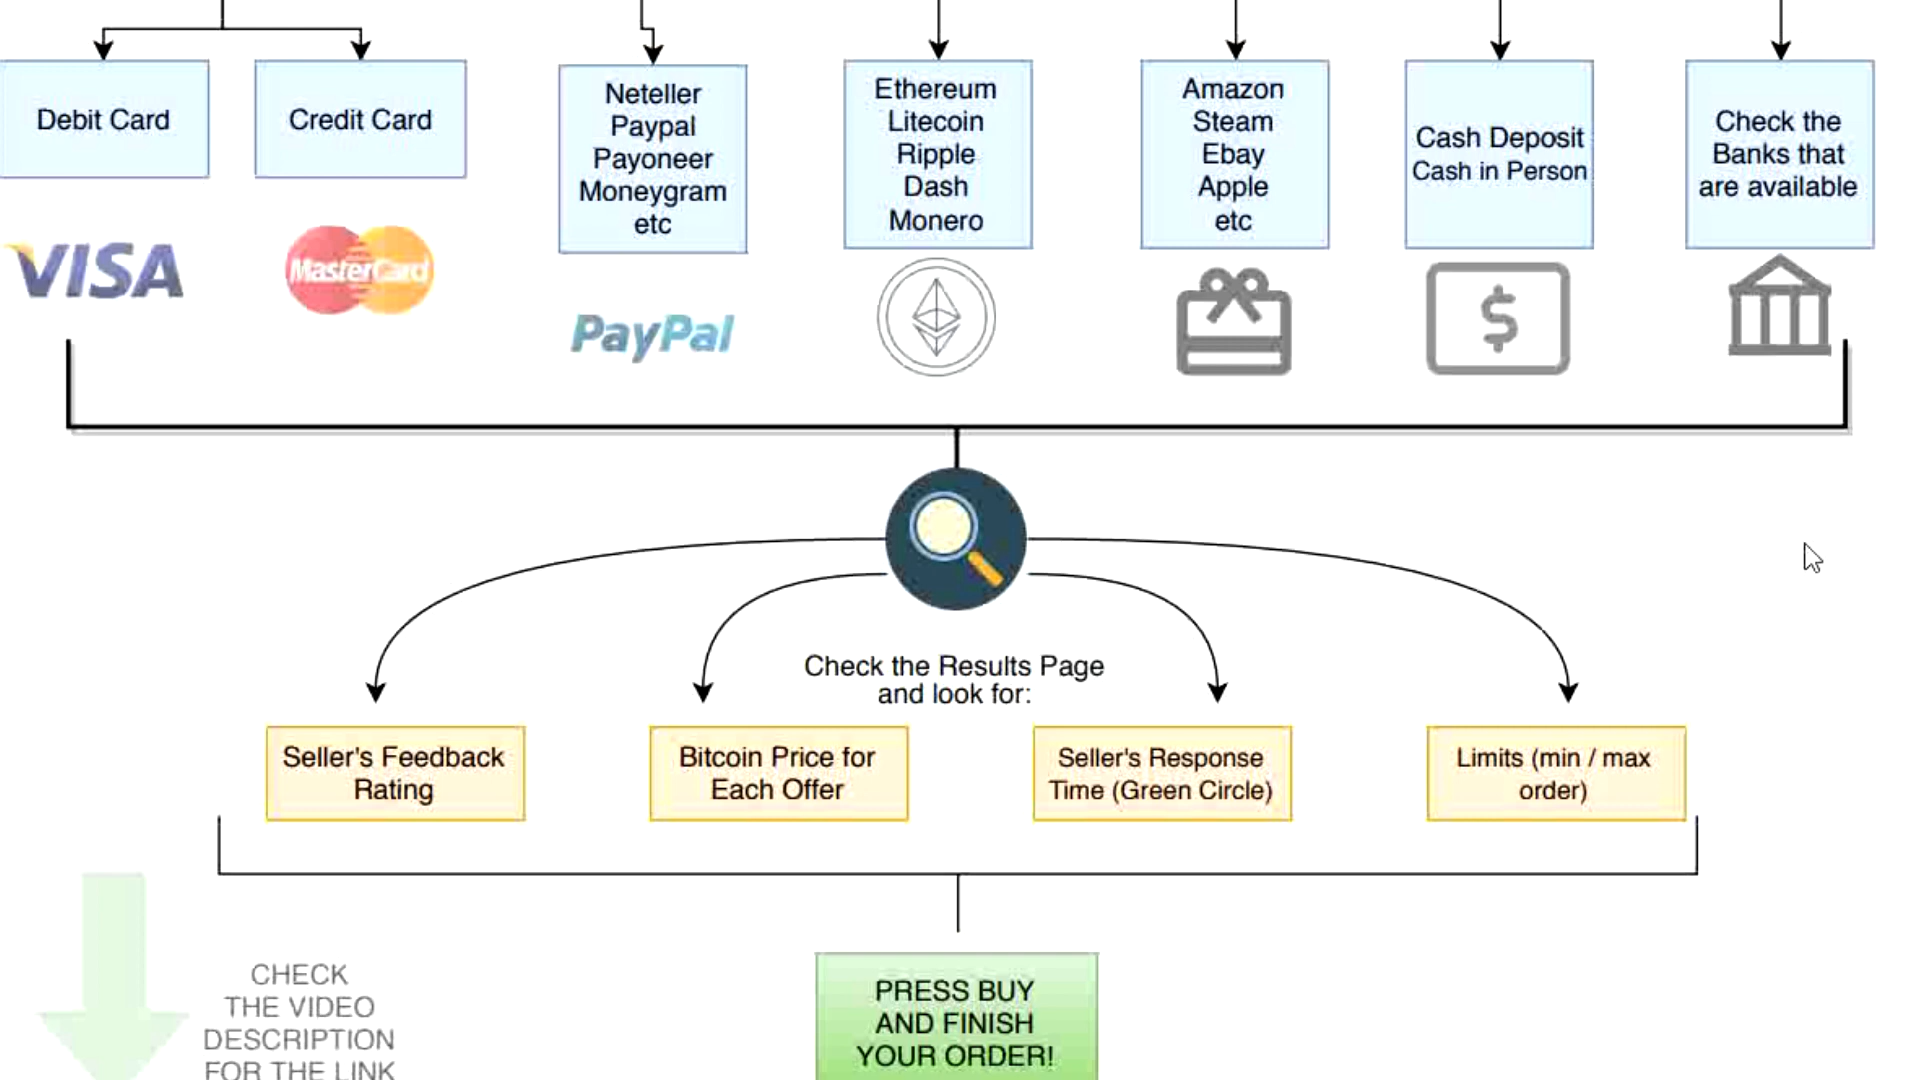 Debit Card
Credit Card
Neteller
Paypal
Payoneer
Moneygram
etc
Ethereum
Litecoin
Ripple
Dash
Monero
Amazon
Steam
Ebay
Apple
etc
Cash Deposit
Cash in Person
Check the
Banks that
are available
VISA
MasterCard
PayPal
$
Check the Results Page
and look for:
Seller's Feedback
Rating
Bitcoin Price for
Each Offer
Seller's Response
Time (Green Circle)
Limits (min / max
order)
CHECK
THE VIDEO
DESCRIPTION
FOR THE LINK
PRESS BUY
AND FINISH
YOUR ORDER!